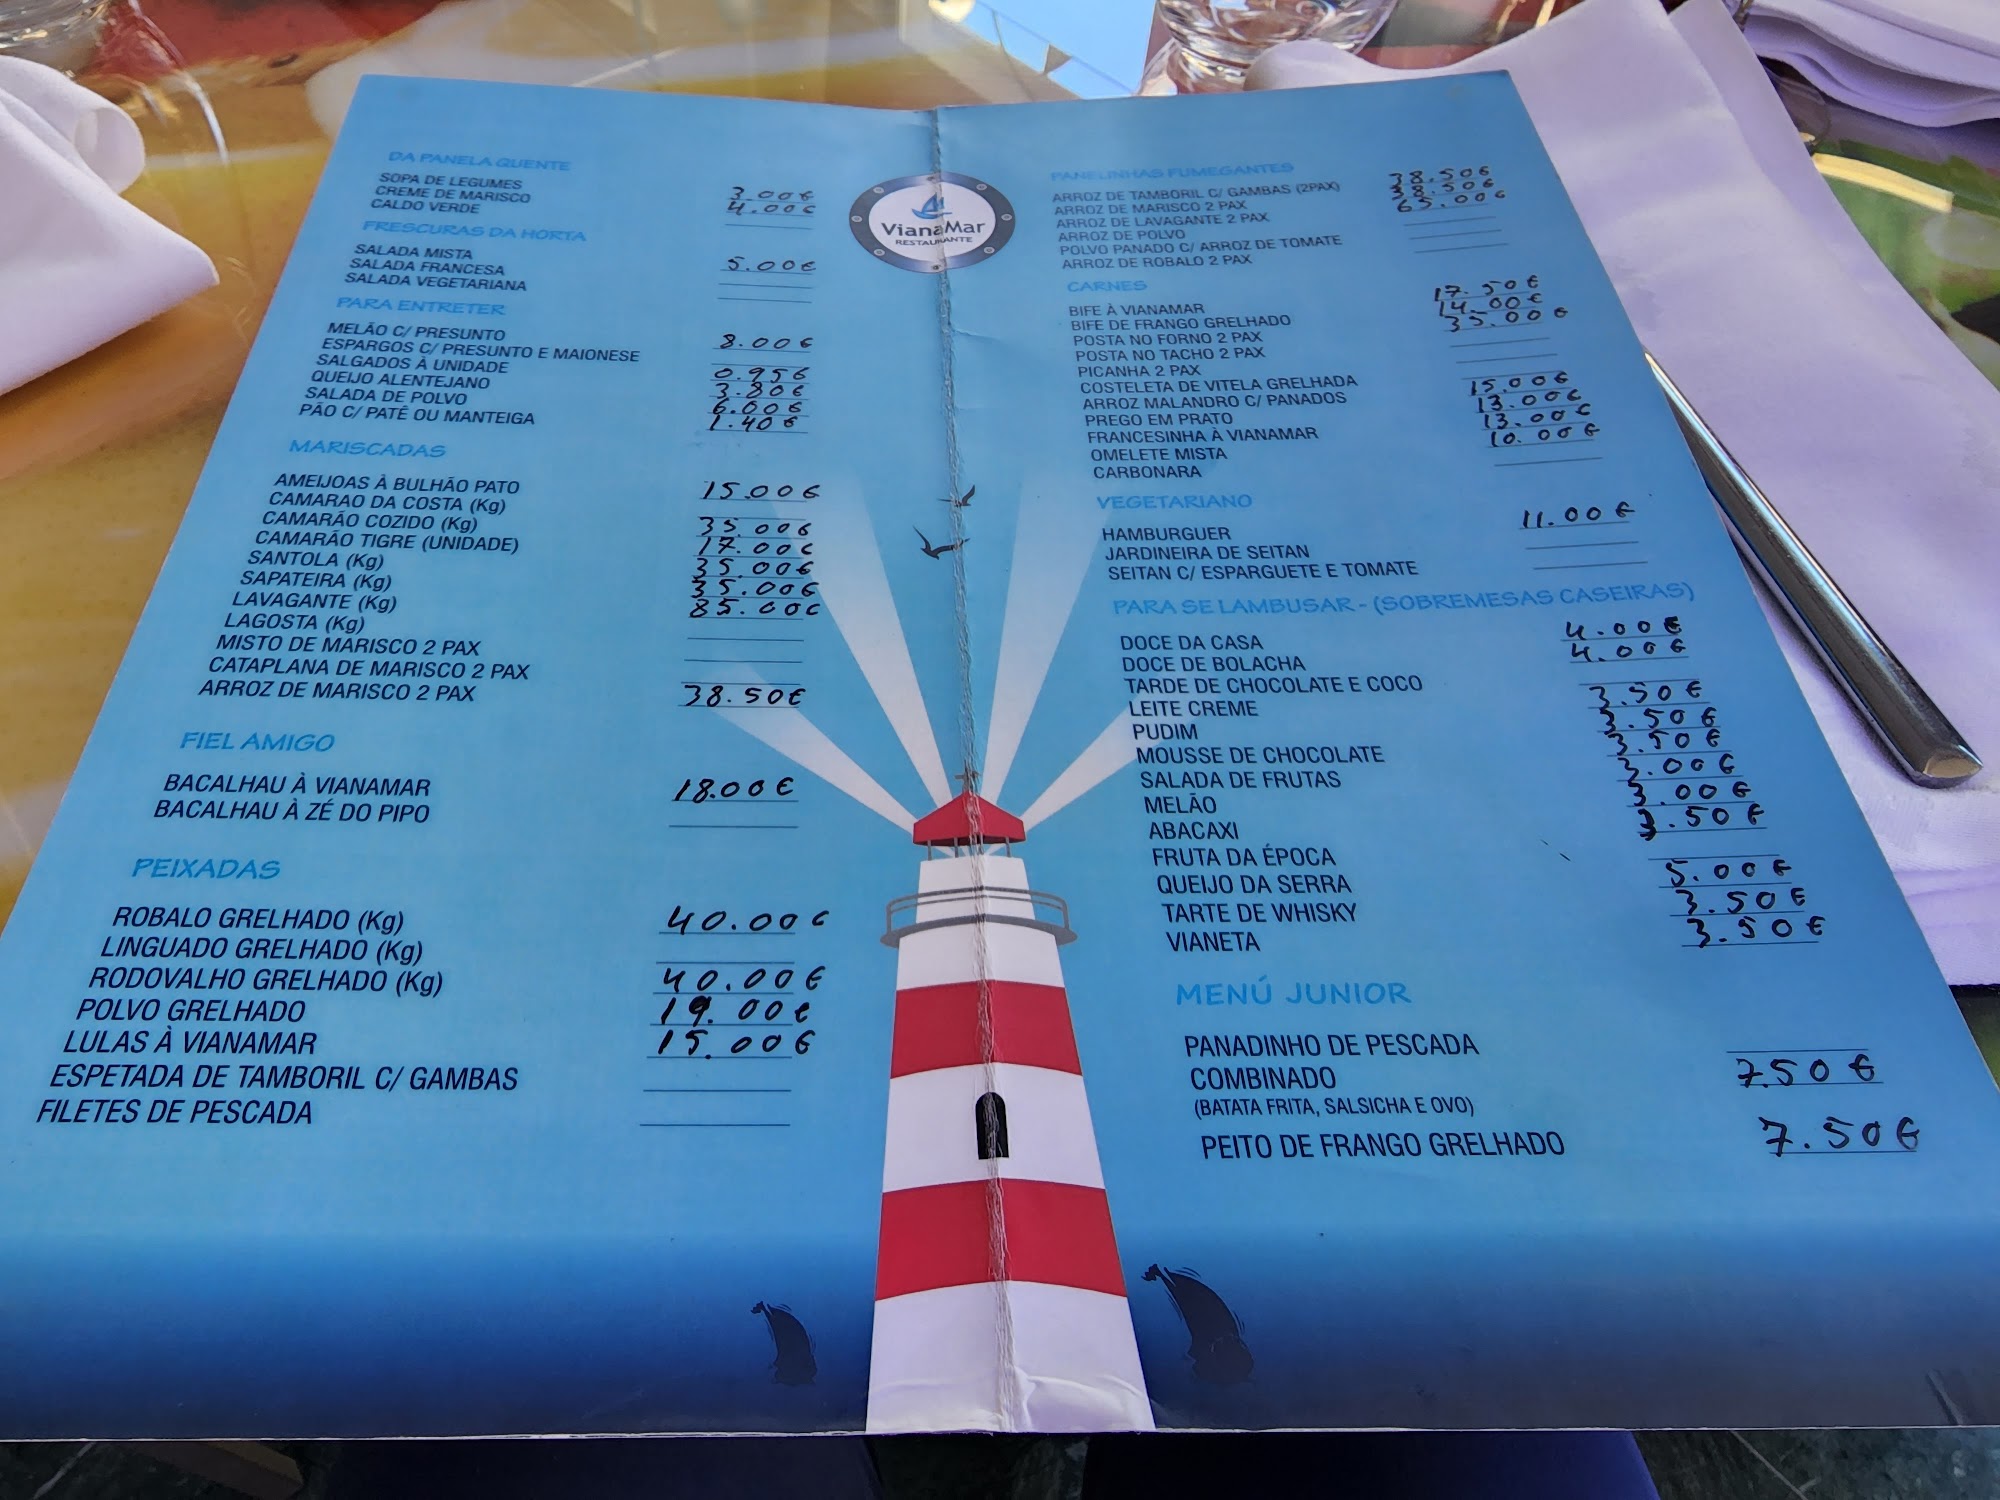 DA PANELA QUENTE
SOPA DE LEGUMES 3.00€
CREME DE MARISCO 4.00€
CALDO VERDE
FRESCURAS DA HORTA
SALADA MISTA 5.00€
SALADA FRANCESA
SALADA VEGETARIANA
PARA ENTRETER
MELÃO C/ PRESUNTO 8.00€
ESPARGOS C/ PRESUNTO E MAIONESE
SALGADOS À UNIDADE 0.95€
QUEIJO ALENTEJANO 3.80€
SALADA DE POLVO 6.00€
PÃO C/ PATÊ OU MANTEIGA 1.40€
MARISCADAS
AMEIJOAS À BULHÃO PATO 15.00€
CAMARAO DA COSTA (Kg)
CAMARÃO COZIDO (Kg) 35.00€
CAMARÃO TIGRE (UNIDADE) 17.00€
SANTOLA (Kg) 35.00€
SAPATEIRA (Kg) 35.00€
LAVAGANTE (Kg) 85.00€
LAGOSTA (Kg)
MISTO DE MARISCO 2 PAX
CATAPLANA DE MARISCO 2 PAX
ARROZ DE MARISCO 2 PAX 38.50€
FIEL AMIGO
BACALHAU À VIANAMAR 18.00€
BACALHAU À ZÉ DO PIPO
PEIXADAS
ROBALO GRELHADO (Kg) 40.00€
LINGUADO GRELHADO (Kg)
RODOVALHO GRELHADO (Kg) 40.00€
POLVO GRELHADO 19.00€
LULAS À VIANAMAR 15.00€
ESPETADA DE TAMBORIL C/ GAMBAS
FILETES DE PESCADA
VianaMar
RESTAURANTE
PANELINHAS FUMEGANTES
ARROZ DE TAMBORIL C/ GAMBAS (2PAX) 38.50€
ARROZ DE MARISCO 2 PAX 38.50€
ARROZ DE LAVAGANTE 2 PAX 65.00€
ARROZ DE POLVO
POLVO PANADO C/ ARROZ DE TOMATE
ARROZ DE ROBALO 2 PAX
CARNES
BIFE À VIANAMAR 17.50€
BIFE DE FRANGO GRELHADO 14.00€
POSTA NO FORNO 2 PAX 35.00€
POSTA NO TACHO 2 PAX
PICANHA 2 PAX
COSTELETA DE VITELA GRELHADA
ARROZ MALANDRO C/ PANADOS 15.00€
PREGO EM PRATO 13.00€
FRANCESINHA À VIANAMAR 13.00€
OMELETE MISTA 10.00€
CARBONARA
VEGETARIANO
HAMBURGUER 11.00€
JARDINEIRA DE SEITAN
SEITAN C/ ESPARGUETE E TOMATE
PARA SE LAMBUSAR - (SOBREMESAS CASEIRAS)
DOCE DA CASA 4.00€
DOCE DE BOLACHA 4.00€
TARDE DE CHOCOLATE E COCO
LEITE CREME 3.50€
PUDIM 3.50€
MOUSSE DE CHOCOLATE 3.50€
SALADA DE FRUTAS 3.00€
MELÃO 3.00€
ABACAXI 3.50€
FRUTA DA ÉPOCA
QUEIJO DA SERRA 5.00€
TARTE DE WHISKY 3.50€
VIANETA 3.50€
MENÚ JUNIOR
PANADINHO DE PESCADA
COMBINADO 7.50€
(BATATA FRITA, SALSICHA E OVO)
PEITO DE FRANGO GRELHADO 7.50€